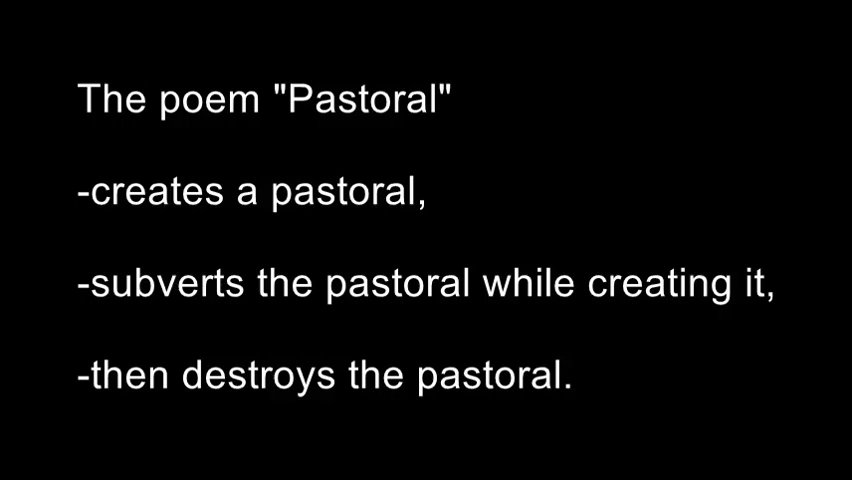 The poem "Pastoral"
-creates a pastoral,
-subverts the pastoral while creating it,
-then destroys the pastoral.